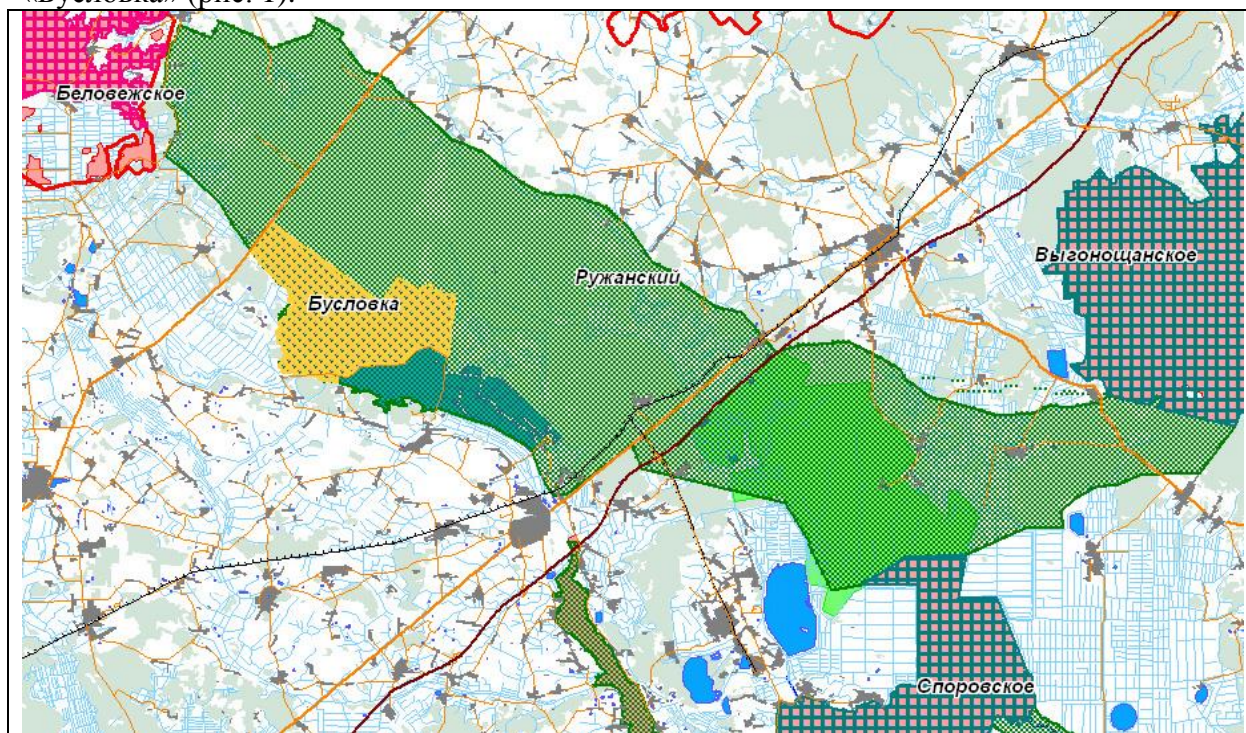 «Бусловка» (рис. 1).
Беловежское
Выгонощанское
Ружанский
Бусловка
Споровское